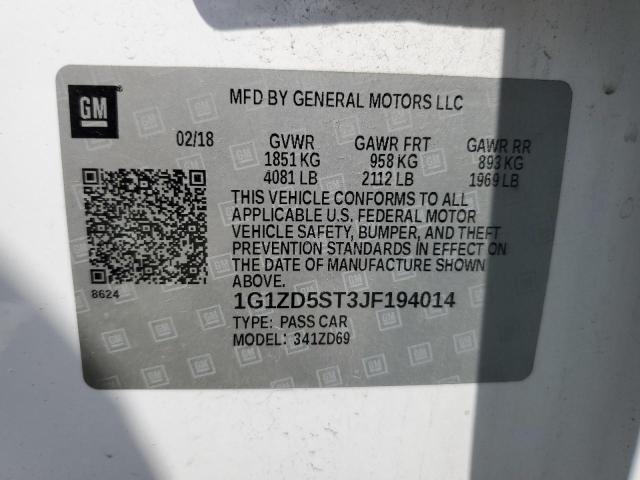 GM
MFD BY GENERAL MOTORS LLC
02/18 GVWR GAWR FRT GAWR RR
1851 KG 958 KG 893 KG
4081 LB 2112 LB 1969 LB
THIS VEHICLE CONFORMS TO ALL
APPLICABLE U.S. FEDERAL MOTOR
VEHICLE SAFETY, BUMPER, AND THEFT
PREVENTION STANDARDS IN EFFECT ON
THE DATE OF MANUFACTURE SHOWN
ABOVE.
8624
1G1ZD5ST3JF194014
TYPE: PASS CAR
MODEL: 341ZD69